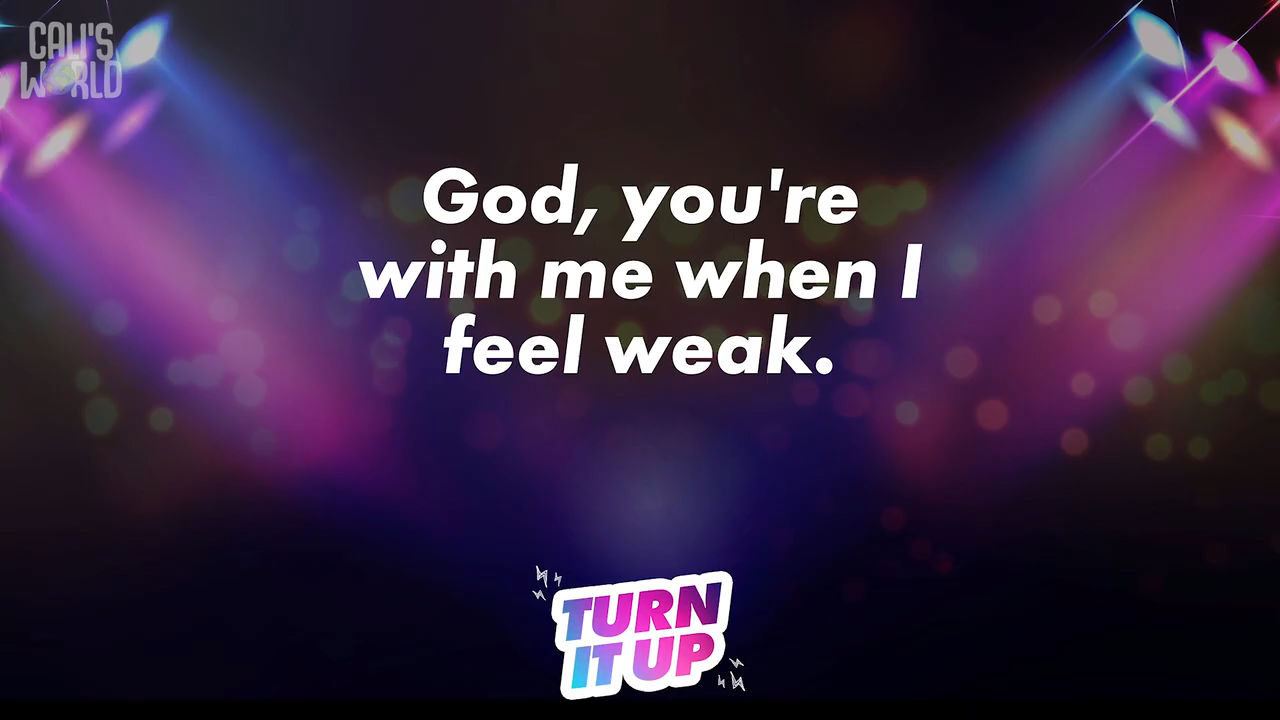 CALI'S
WORLD
God, you're
with me when I
feel weak.
TURN
IT UP